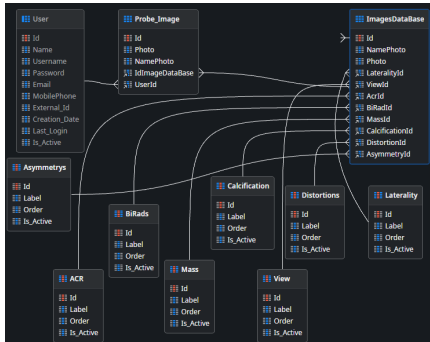 User
Id
Name
Username
Password
Email
MobilePhone
External_Id
Creation_Date
Last_Login
Is_Active
Probe_Image
Id
Photo
NamePhoto
IdImageDataBase
UserId
ImagesDataBase
Id
NamePhoto
Photo
LateralityId
ViewId
AcrId
BiRadId
MassId
CalcificationId
DistortionId
AsymmetryId
Asymmetrys
Id
Label
Order
Is_Active
BiRads
Id
Label
Order
Is_Active
Calcification
Id
Label
Order
Is_Active
Distortions
Id
Label
Order
Is_Active
Laterality
Id
Label
Order
Is_Active
ACR
Id
Label
Order
Is_Active
Mass
Id
Label
Order
Is_Active
View
Id
Label
Order
Is_Active